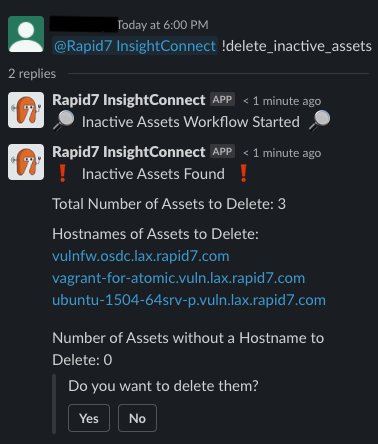 Today at 6:00 PM
@Rapid7 InsightConnect !delete_inactive_assets
2 replies
Rapid7 InsightConnect APP < 1 minute ago
Inactive Assets Workflow Started
Rapid7 InsightConnect APP < 1 minute ago
❗ Inactive Assets Found ❗
Total Number of Assets to Delete: 3
Hostnames of Assets to Delete:
vulnfw.osdc.lax.rapid7.com
vagrant-for-atomic.vuln.lax.rapid7.com
ubuntu-1504-64srv-p.vuln.lax.rapid7.com
Number of Assets without a Hostname to
Delete: 0
Do you want to delete them?
Yes No